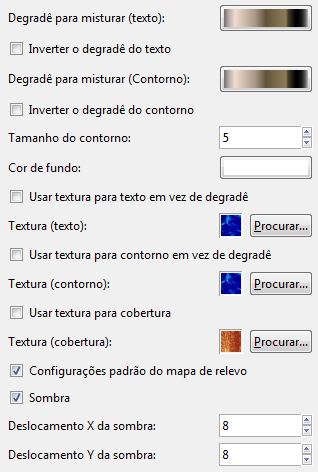 Degradê para misturar (texto):
Inverter o degradê do texto
Degradê para misturar (Contorno):
Inverter o degradê do contorno
Tamanho do contorno: 5
Cor de fundo:
Usar textura para texto em vez de degradê
Textura (texto): Procurar...
Usar textura para contorno em vez de degradê
Textura (contorno): Procurar...
Usar textura para cobertura
Textura (cobertura): Procurar...
Configurações padrão do mapa de relevo
Sombra
Deslocamento X da sombra: 8
Deslocamento Y da sombra: 8